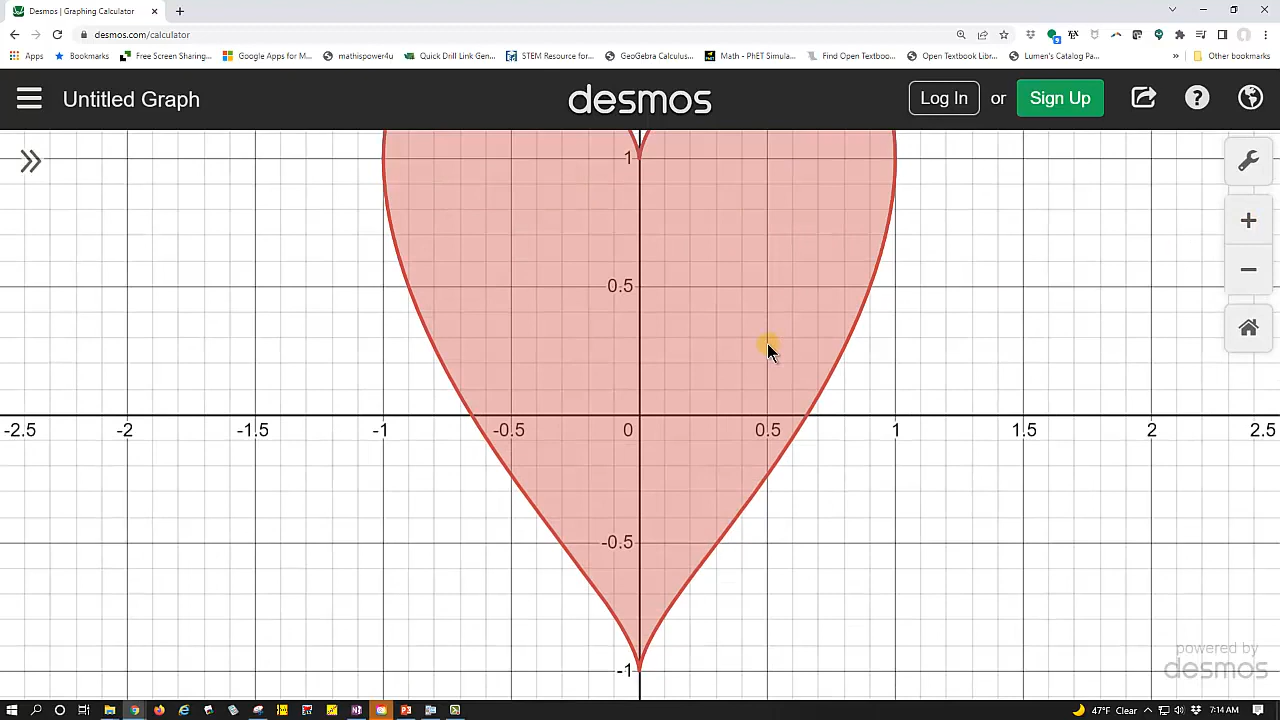 Desmos | Graphing Calculator
desmos.com/calculator
Apps Bookmarks Free Screen Sharing... Google Apps for M... mathispower4u Quick Drill Link Gen... STEM Resource for... GeoGebra Calculus... Math - PhET Simula... Find Open Textboo... Open Textbook Libr... Lumen's Catalog Pa... » Other bookmarks
Untitled Graph
desmos
Log In or Sign Up
1
0.5
-2.5 -2 -1.5 -1 -0.5 0 0.5 1 1.5 2 2.5
-0.5
-1
powered by
desmos
47°F Clear 7:14 AM